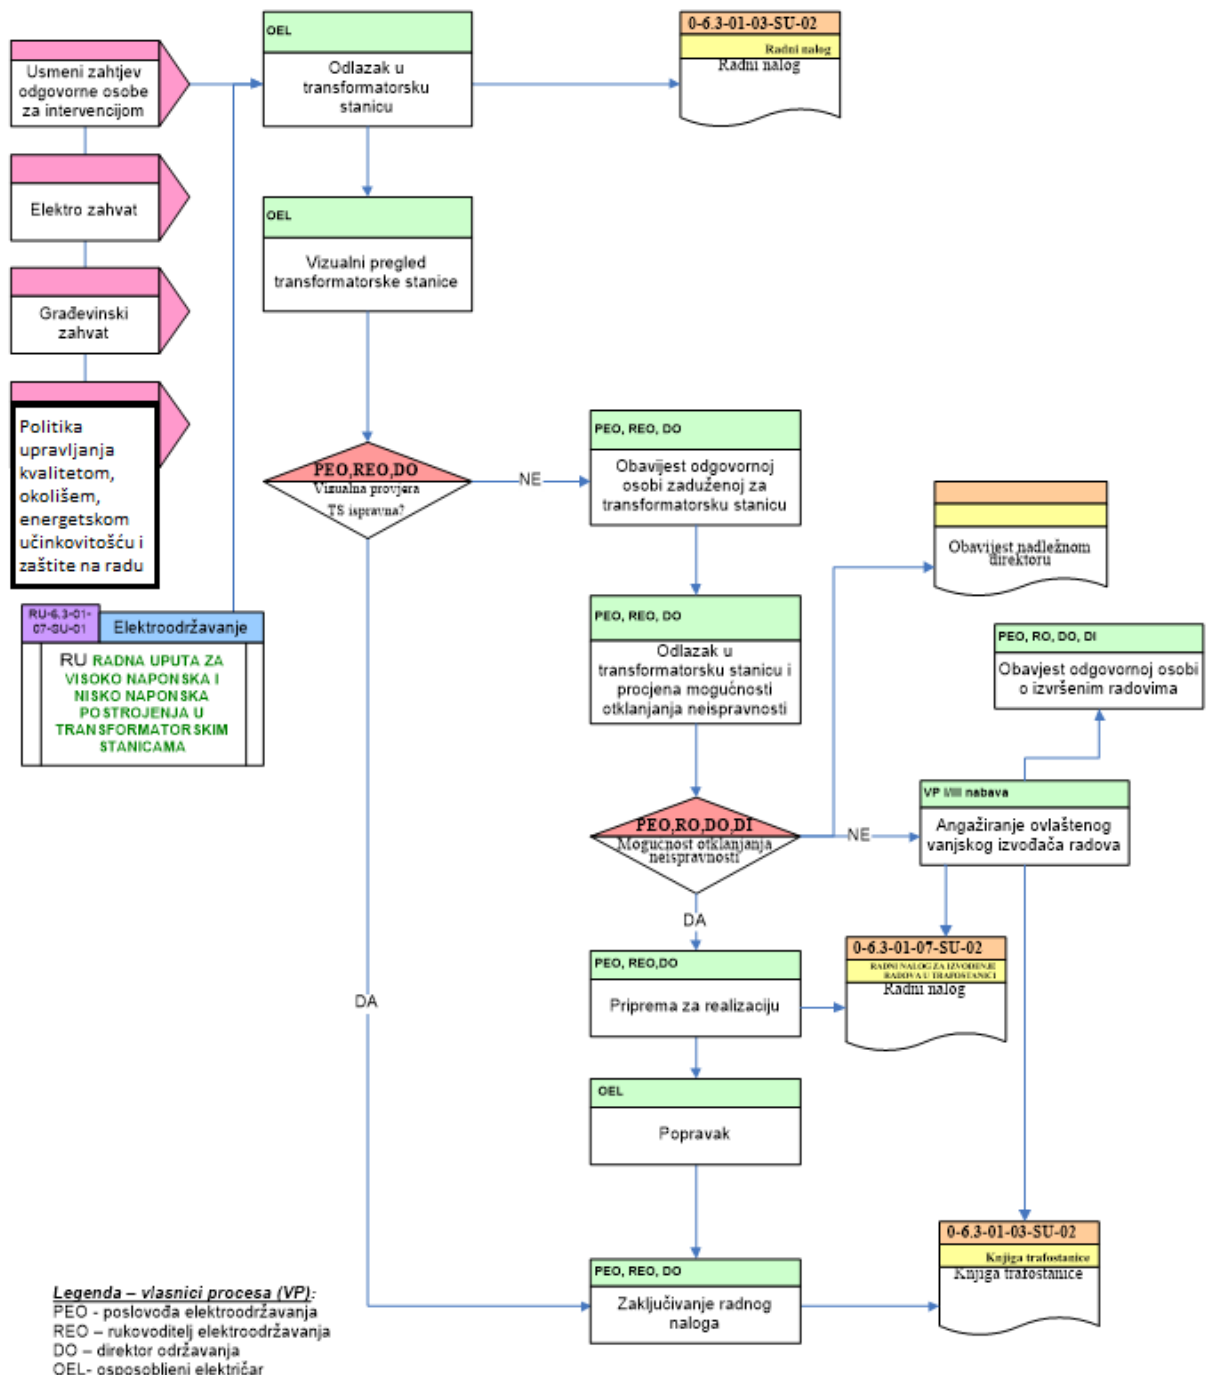 Usmeni zahtjev
odgovorne osobe
za intervencijom
Elektro zahvat
Građevinski
zahvat
Politika
upravljanja
kvalitetom,
okolišem,
energetskom
učinkovitošću i
zaštite na radu
RU-6.3-01-
07-SU-01
Elektroodržavanje
RU RADNA UPUTA ZA
VISOKO NAPONSKA I
NISKO NAPONSKA
POSTROJENJA U
TRANSFORMATORSKIM
STANICAMA
OEL
Odlazak u
transformatorsku
stanicu
0-6.3-01-03-SU-02
Radni nalog
Radni nalog
OEL
Vizualni pregled
transformatorske stanice
PEO,REO,DO
Vizualna provjera
TS ispravna?
NE
DA
PEO, REO, DO
Obavijest odgovornoj
osobi zaduženoj za
transformatorsku stanicu
PEO, REO, DO
Odlazak u
transformatorsku stanicu i
procjena mogućnosti
otklanjanja neispravnosti
Obavijest nadležnom
direktoru
PEO, RO, DO, DI
Obavjest odgovornoj osobi
o izvršenim radovima
PEO,RO,DO,DI
Mogućnost otklanjanja
neispravnosti
NE
DA
VP I/III nabava
Angažiranje ovlaštenog
vanjskog izvođača radova
0-6.3-01-07-SU-02
RADNI NALOG ZA IZVOĐENJE
RADOVA U TRAFOSTANICI
Radni nalog
PEO, REO,DO
Priprema za realizaciju
OEL
Popravak
PEO, REO, DO
Zaključivanje radnog
naloga
0-6.3-01-03-SU-02
Knjiga trafostanice
Knjiga trafostanice
Legenda – vlasnici procesa (VP):
PEO - poslovođa elektroodržavanja
REO – rukovoditelj elektroodržavanja
DO – direktor održavanja
OEL- osposobljeni električar